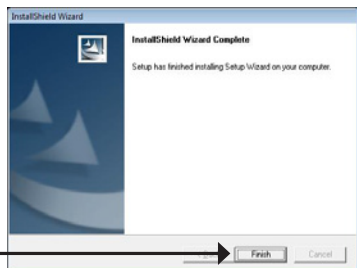 InstallShield Wizard
InstallShield Wizard Complete
Setup has finished installing Setup Wizard on your computer.
Finish
Cancel